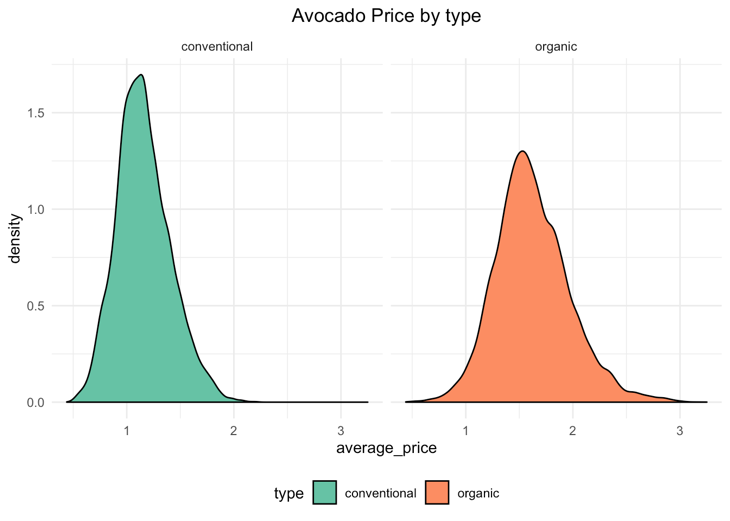 Avocado Price by type
conventional
organic
density
1.5
1.0
0.5
0.0
1 2 3
1 2 3
average_price
type conventional organic